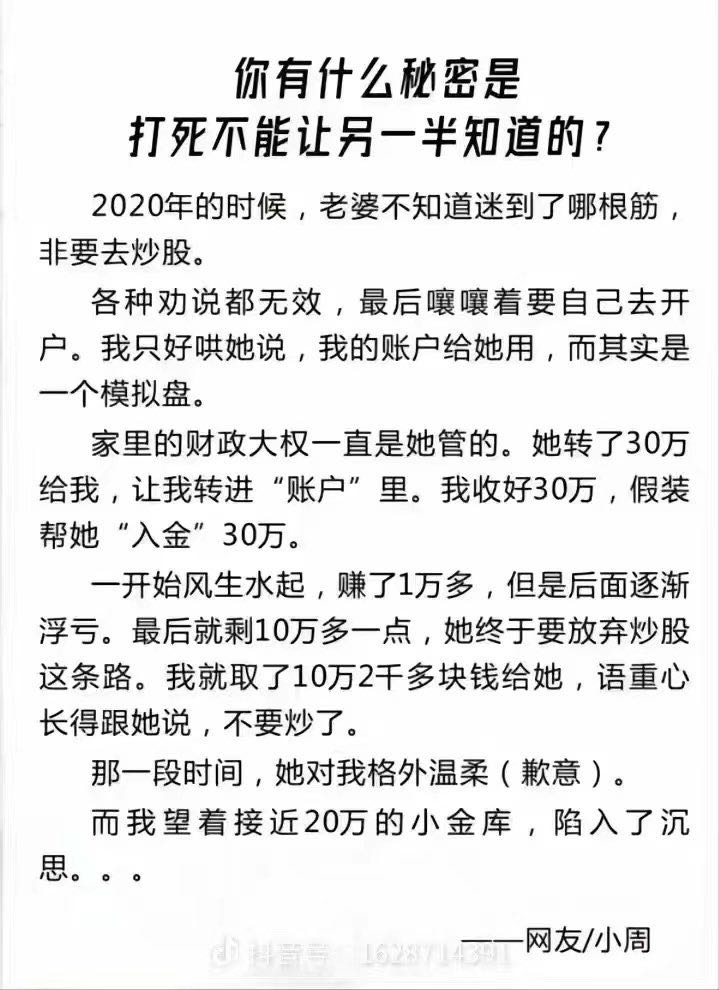 你有什么秘密是
打死不能让另一半知道的？
2020年的时候，老婆不知道迷到了哪根筋，
非要去炒股。
各种劝说都无效，最后嚷嚷着要自己去开
户。我只好哄她说，我的账户给她用，而其实是
一个模拟盘。
家里的财政大权一直是她管的。她转了30万
给我，让我转进“账户”里。我收好30万，假装
帮她“入金”30万。
一开始风生水起，赚了1万多，但是后面逐渐
浮亏。最后就剩10万多一点，她终于要放弃炒股
这条路。我就取了10万2千多块钱给她，语重心
长得跟她说，不要炒了。
那一段时间，她对我格外温柔（歉意）。
而我望着接近20万的小金库，陷入了沉
思。。。
——网友/小周
抖音号：1628714391